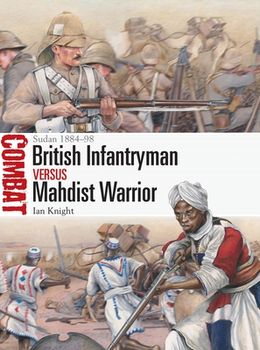 COMBAT
Sudan 1884–98
British Infantryman
VERSUS
Mahdist Warrior
Ian Knight